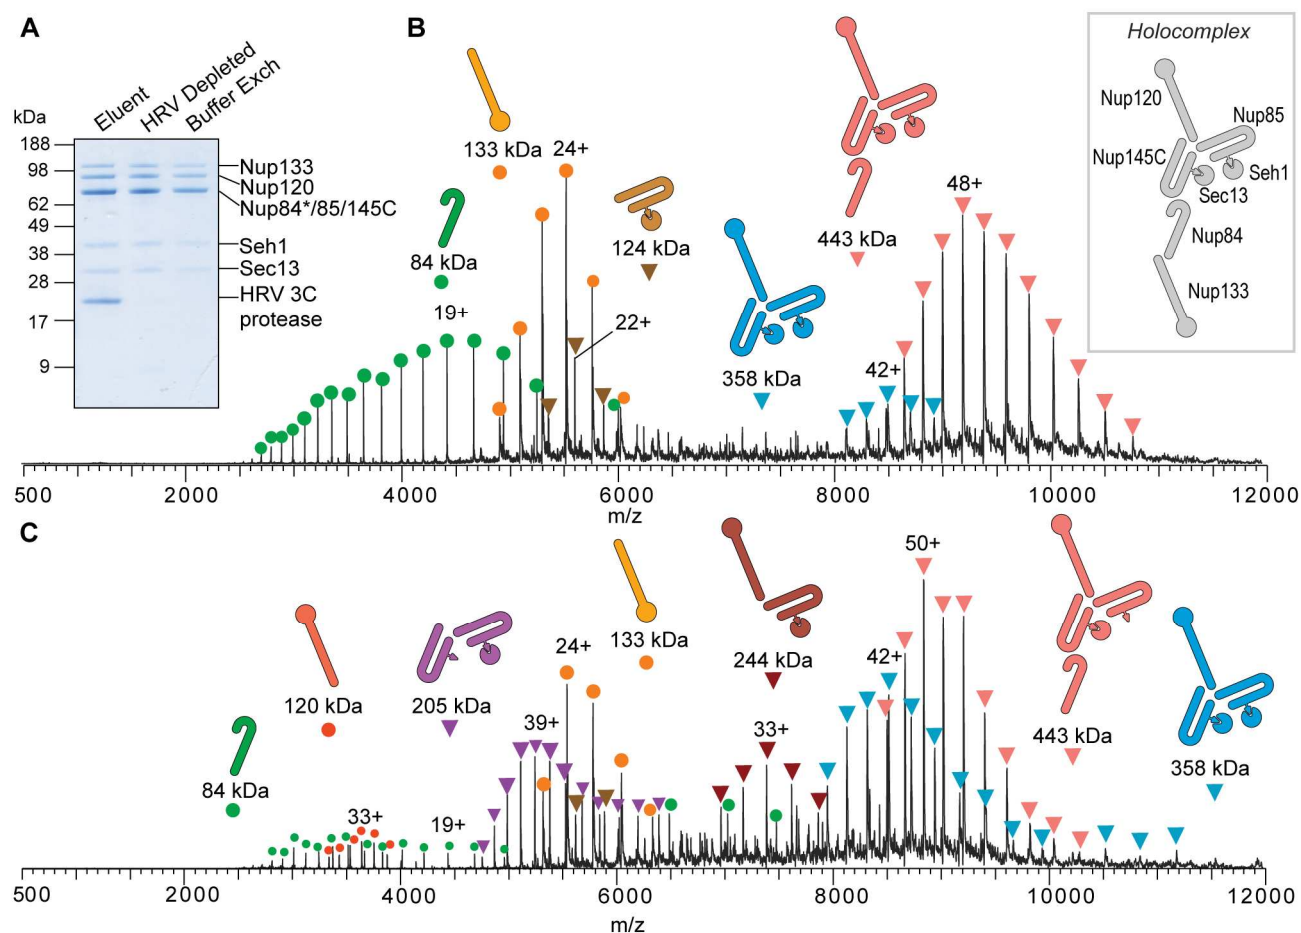 A
Eluent
HRV Depleted
Buffer Exch
kDa
188
98
62
49
38
28
17
9
Nup133
Nup120
Nup84*/85/145C
Seh1
Sec13
HRV 3C
protease
B
133 kDa
24+
84 kDa
19+
124 kDa
22+
358 kDa
42+
443 kDa
48+
Holocomplex
Nup120
Nup85
Nup145C
Seh1
Sec13
Nup84
Nup133
500
2000
4000
6000
8000
10000
12000
m/z
C
84 kDa
120 kDa
33+
205 kDa
19+
39+
24+
133 kDa
244 kDa
33+
42+
50+
443 kDa
358 kDa
500
2000
4000
6000
8000
10000
12000
m/z